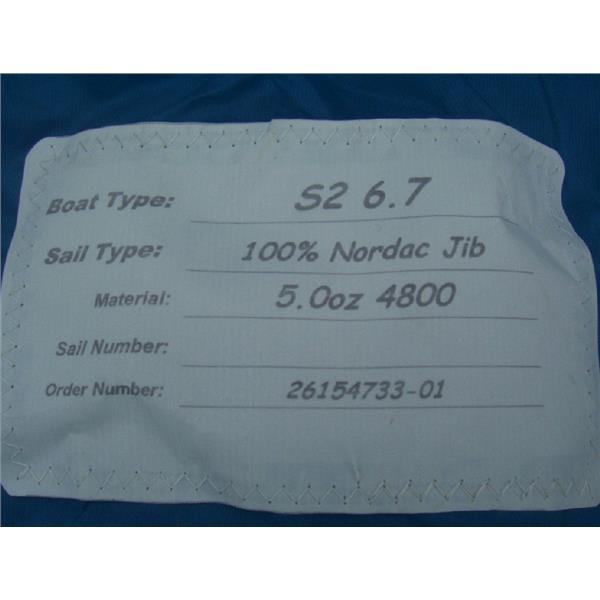 Boat Type: S2 6.7
Sail Type: 100% Nordac Jib
Material: 5.0oz 4800
Sail Number:
Order Number: 26154733-01